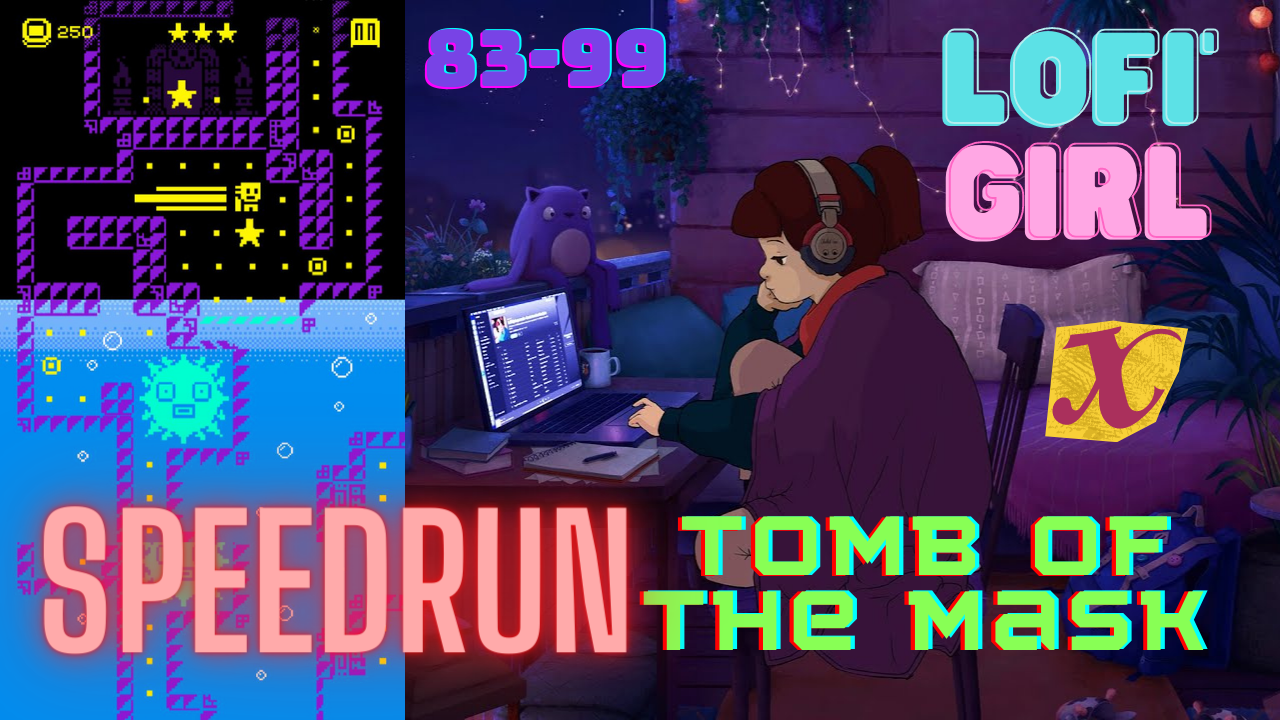 250
83-99
LOFI'
GIRL
x
SPEEDRUN
TOMB OF
THE MASK